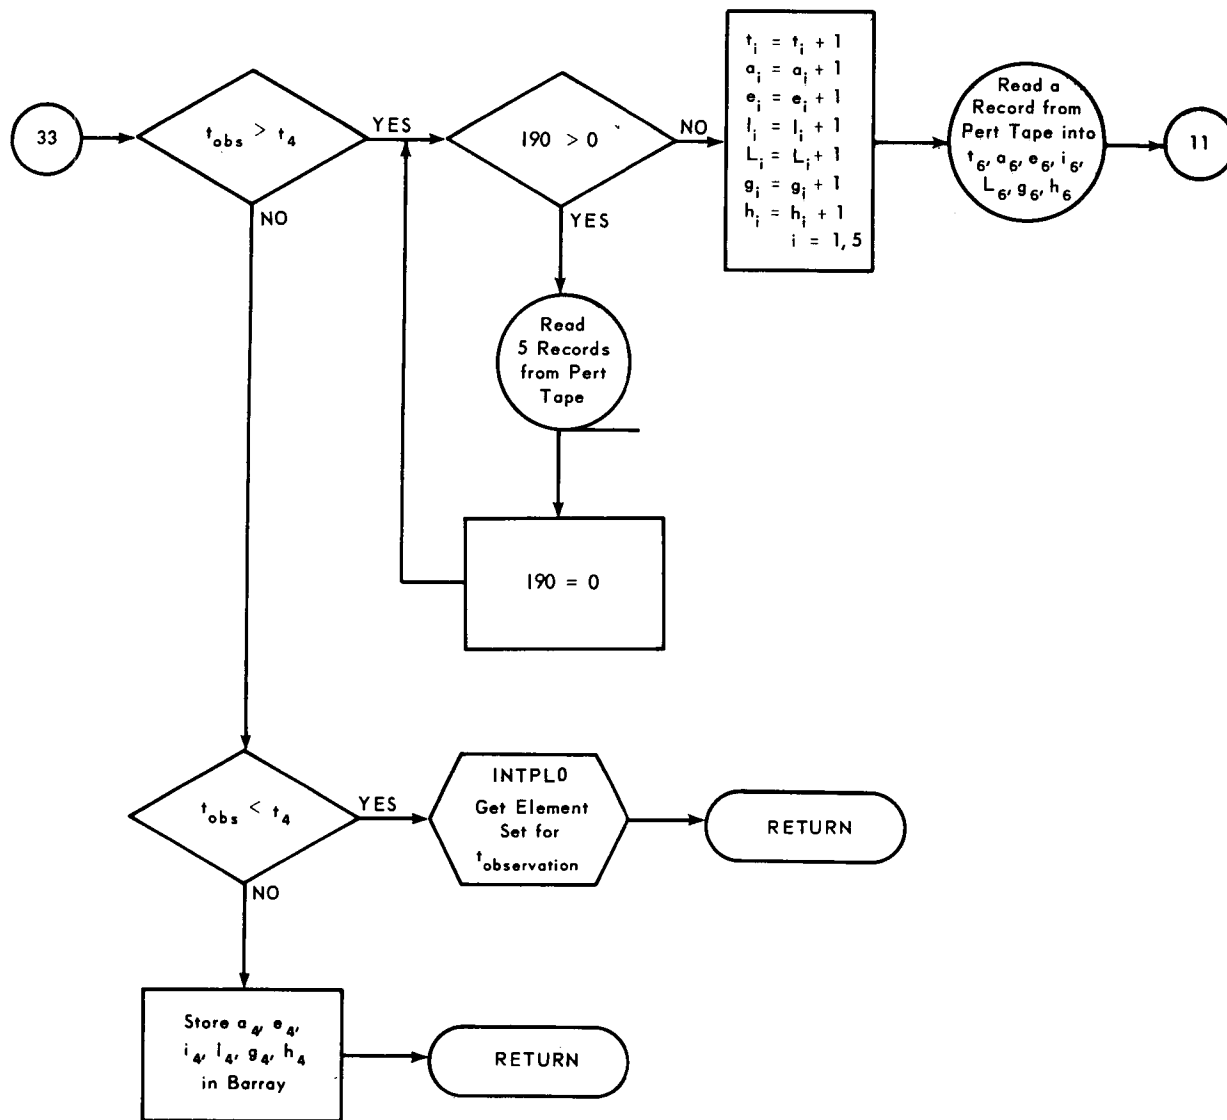 33
t_obs > t_4
YES
NO
I90 > 0
NO
YES
t_i = t_i + 1
a_i = a_i + 1
e_i = e_i + 1
I_i = I_i + 1
L_i = L_i + 1
g_i = g_i + 1
h_i = h_i + 1
i = 1, 5
Read a
Record from
Pert Tape into
t_6, a_6, e_6, i_6,
L_6, g_6, h_6
11
Read
5 Records
from Pert
Tape
I90 = 0
t_obs < t_4
YES
NO
INTPL0
Get Element
Set for
t_observation
RETURN
Store a_4, e_4,
i_4, l_4, g_4, h_4
in Barray
RETURN